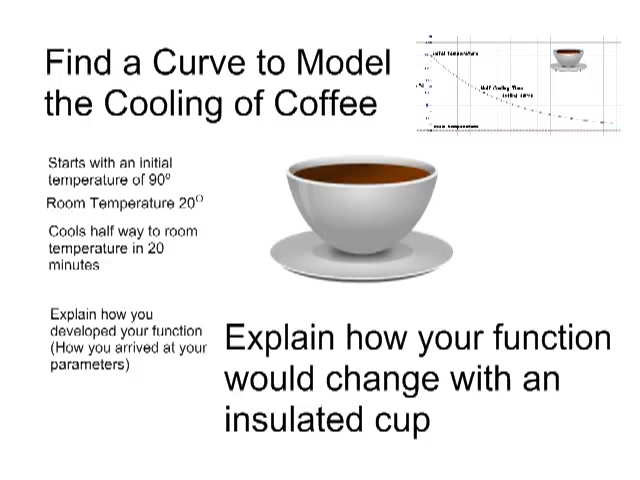 Find a Curve to Model
the Cooling of Coffee
Initial Temperature
Half Cooling Time
Cooling Curve
Room Temperature
Starts with an initial
temperature of 90º
Room Temperature 20°
Cools half way to room
temperature in 20
minutes
Explain how you
developed your function
(How you arrived at your
parameters)
Explain how your function
would change with an
insulated cup